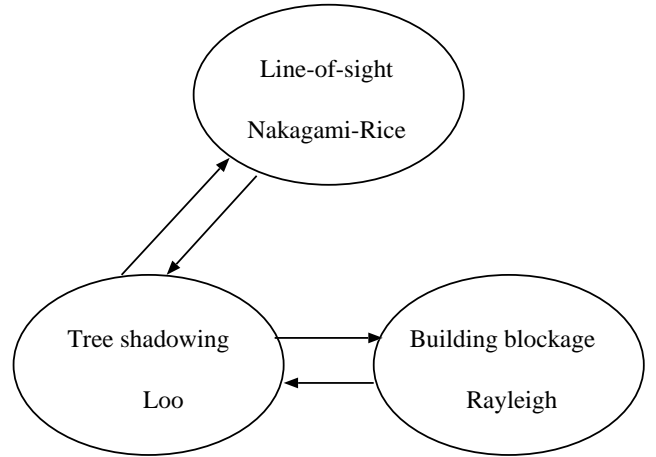 Line-of-sight
Nakagami-Rice
Tree shadowing
Loo
Building blockage
Rayleigh